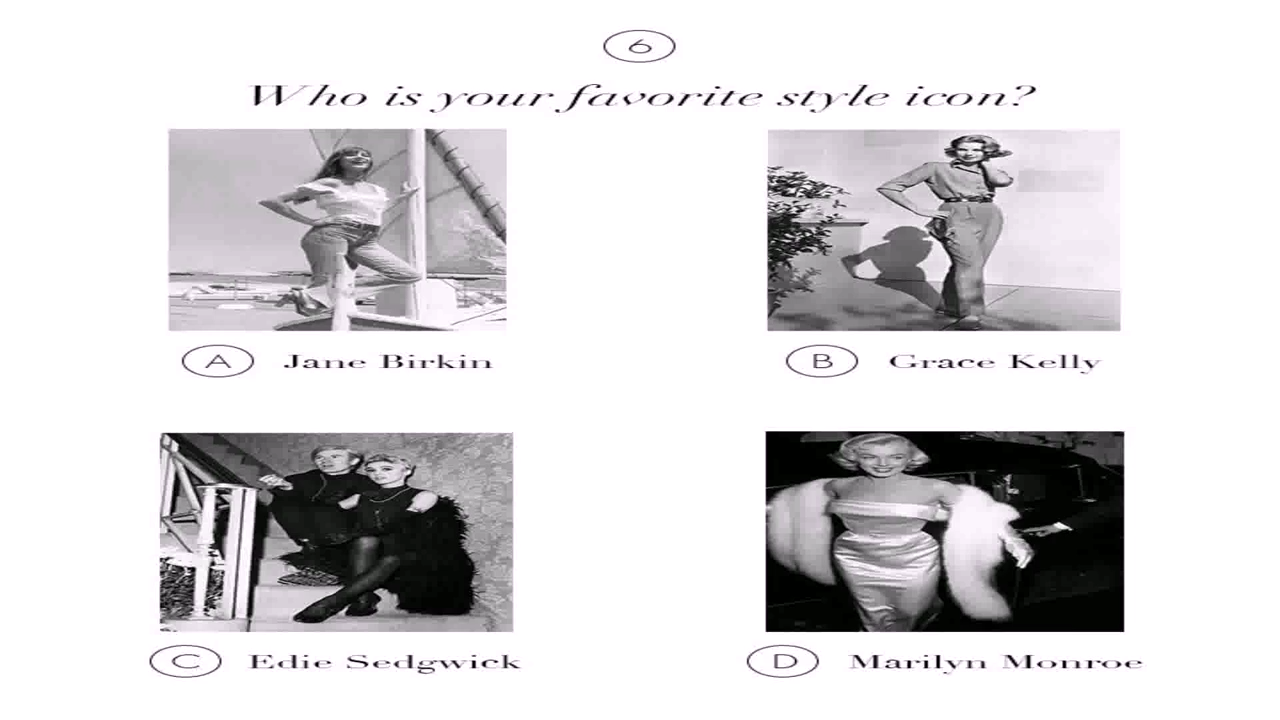 6
Who is your favorite style icon?
A Jane Birkin
B Grace Kelly
C Edie Sedgwick
D Marilyn Monroe